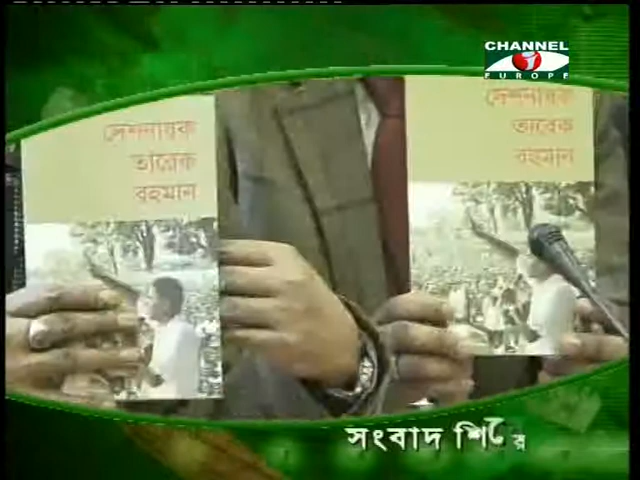 CHANNEL
i
EUROPE
দেশনায়ক
তারেক
রহমান
দেশনায়ক
তারেক
রহমান
সংবাদ শিরো